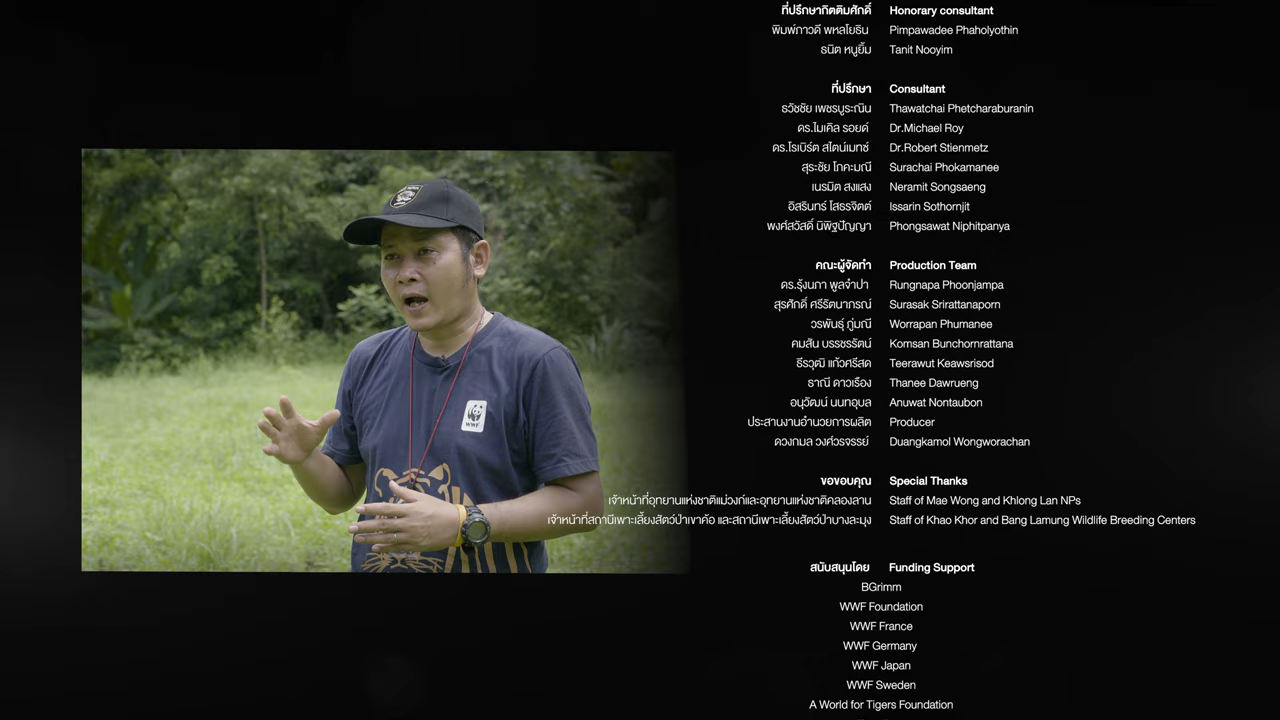 ที่ปรึกษากิตติมศักดิ์ Honorary consultant
พิมพ์ภาวดี พหลโยธิน Pimpawadee Phaholyothin
ธนิต หนูยิ้ม Tanit Nooyim
ที่ปรึกษา Consultant
ธวัชชัย เพชรบูระณิน Thawatchai Phetcharaburanin
ดร.ไมเคิล รอยด์ Dr.Michael Roy
ดร.โรเบิร์ต สไตน์เมทซ์ Dr.Robert Stienmetz
สุระชัย โภคะมณี Surachai Phokamanee
เนรมิต สงแสง Neramit Songsaeng
อิสรินทร์ โสธรจิตต์ Issarin Sothornjit
พงศ์สวัสดิ์ นิพิฐปัญญา Phongsawat Niphitpanya
คณะผู้จัดทำ Production Team
ดร.รุ้งนภา พูลจำปา Rungnapa Phoonjampa
สุรศักดิ์ ศรีรัตนาภรณ์ Surasak Srirattanaporn
วรพันธุ์ ภู่มณี Worrapan Phumanee
คมสัน บรรชรรัตน์ Komsan Bunchornrattana
ธีรวุฒิ แก้วศรีสด Teerawut Keawsrisod
ธาณี ดาวเรือง Thanee Dawrueng
อนุวัฒน์ นนทอุบล Anuwat Nontaubon
ประสานงานอำนวยการผลิต Producer
ดวงกมล วงศ์วรจรรย์ Duangkamol Wongworachan
ขอขอบคุณ Special Thanks
เจ้าหน้าที่อุทยานแห่งชาติแม่วงก์และอุทยานแห่งชาติคลองลาน Staff of Mae Wong and Khlong Lan NPs
เจ้าหน้าที่สถานีเพาะเลี้ยงสัตว์ป่าเขาค้อ และสถานีเพาะเลี้ยงสัตว์ป่าบางละมุง Staff of Khao Khor and Bang Lamung Wildlife Breeding Centers
สนับสนุนโดย Funding Support
BGrimm
WWF Foundation
WWF France
WWF Germany
WWF Japan
WWF Sweden
A World for Tigers Foundation
WWF